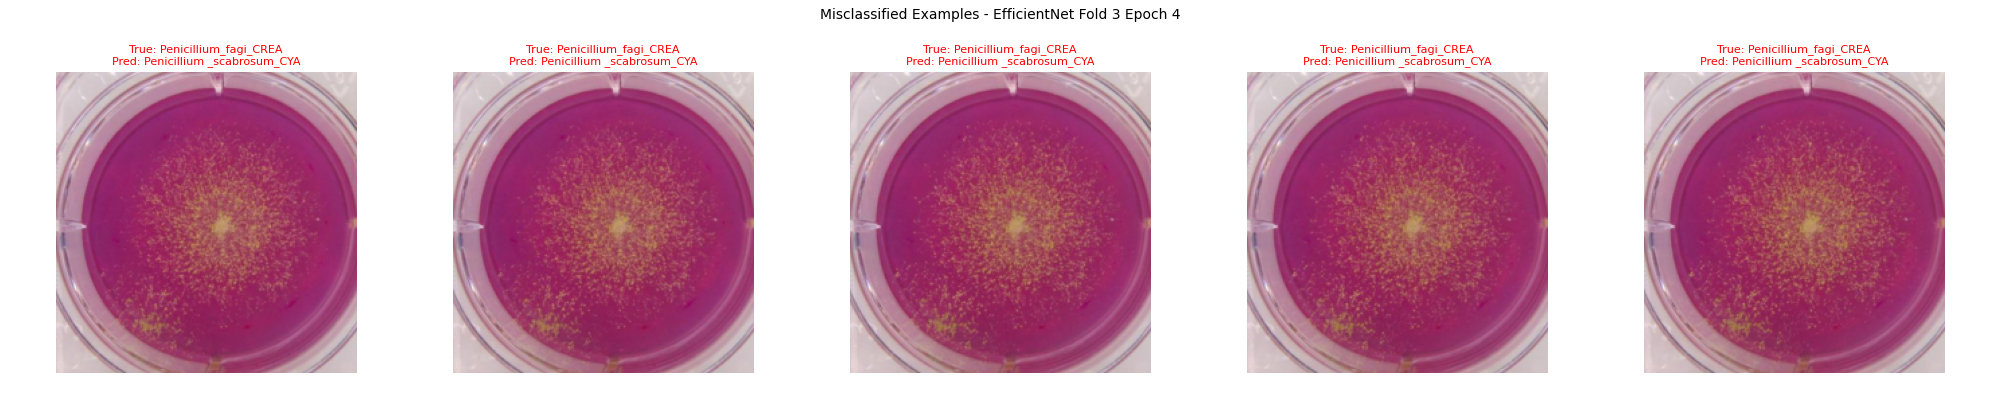 Misclassified Examples - EfficientNet Fold 3 Epoch 4
True: Penicillium_fagi_CREA
Pred: Penicillium _scabrosum_CYA
True: Penicillium_fagi_CREA
Pred: Penicillium _scabrosum_CYA
True: Penicillium_fagi_CREA
Pred: Penicillium _scabrosum_CYA
True: Penicillium_fagi_CREA
Pred: Penicillium _scabrosum_CYA
True: Penicillium_fagi_CREA
Pred: Penicillium _scabrosum_CYA